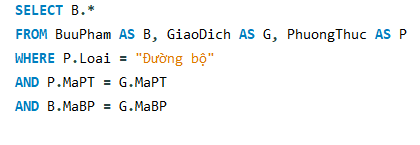 SELECT B.*
FROM BuuPham AS B, GiaoDich AS G, PhuongThuc AS P
WHERE P.Loai = "Đường bộ"
AND P.MaPT = G.MaPT
AND B.MaBP = G.MaBP